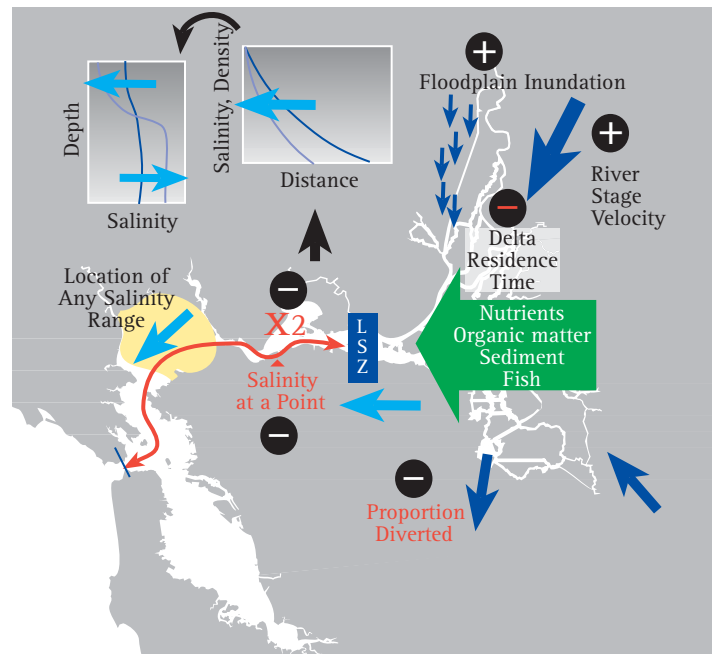 Depth
Salinity
Salinity, Density
Distance
+
Floodplain Inundation
+
River
Stage
Velocity
−
Delta
Residence
Time
Location of
Any Salinity
Range
−
X2
L
S
Z
Nutrients
Organic matter
Sediment
Fish
Salinity
at a Point
−
−
Proportion
Diverted